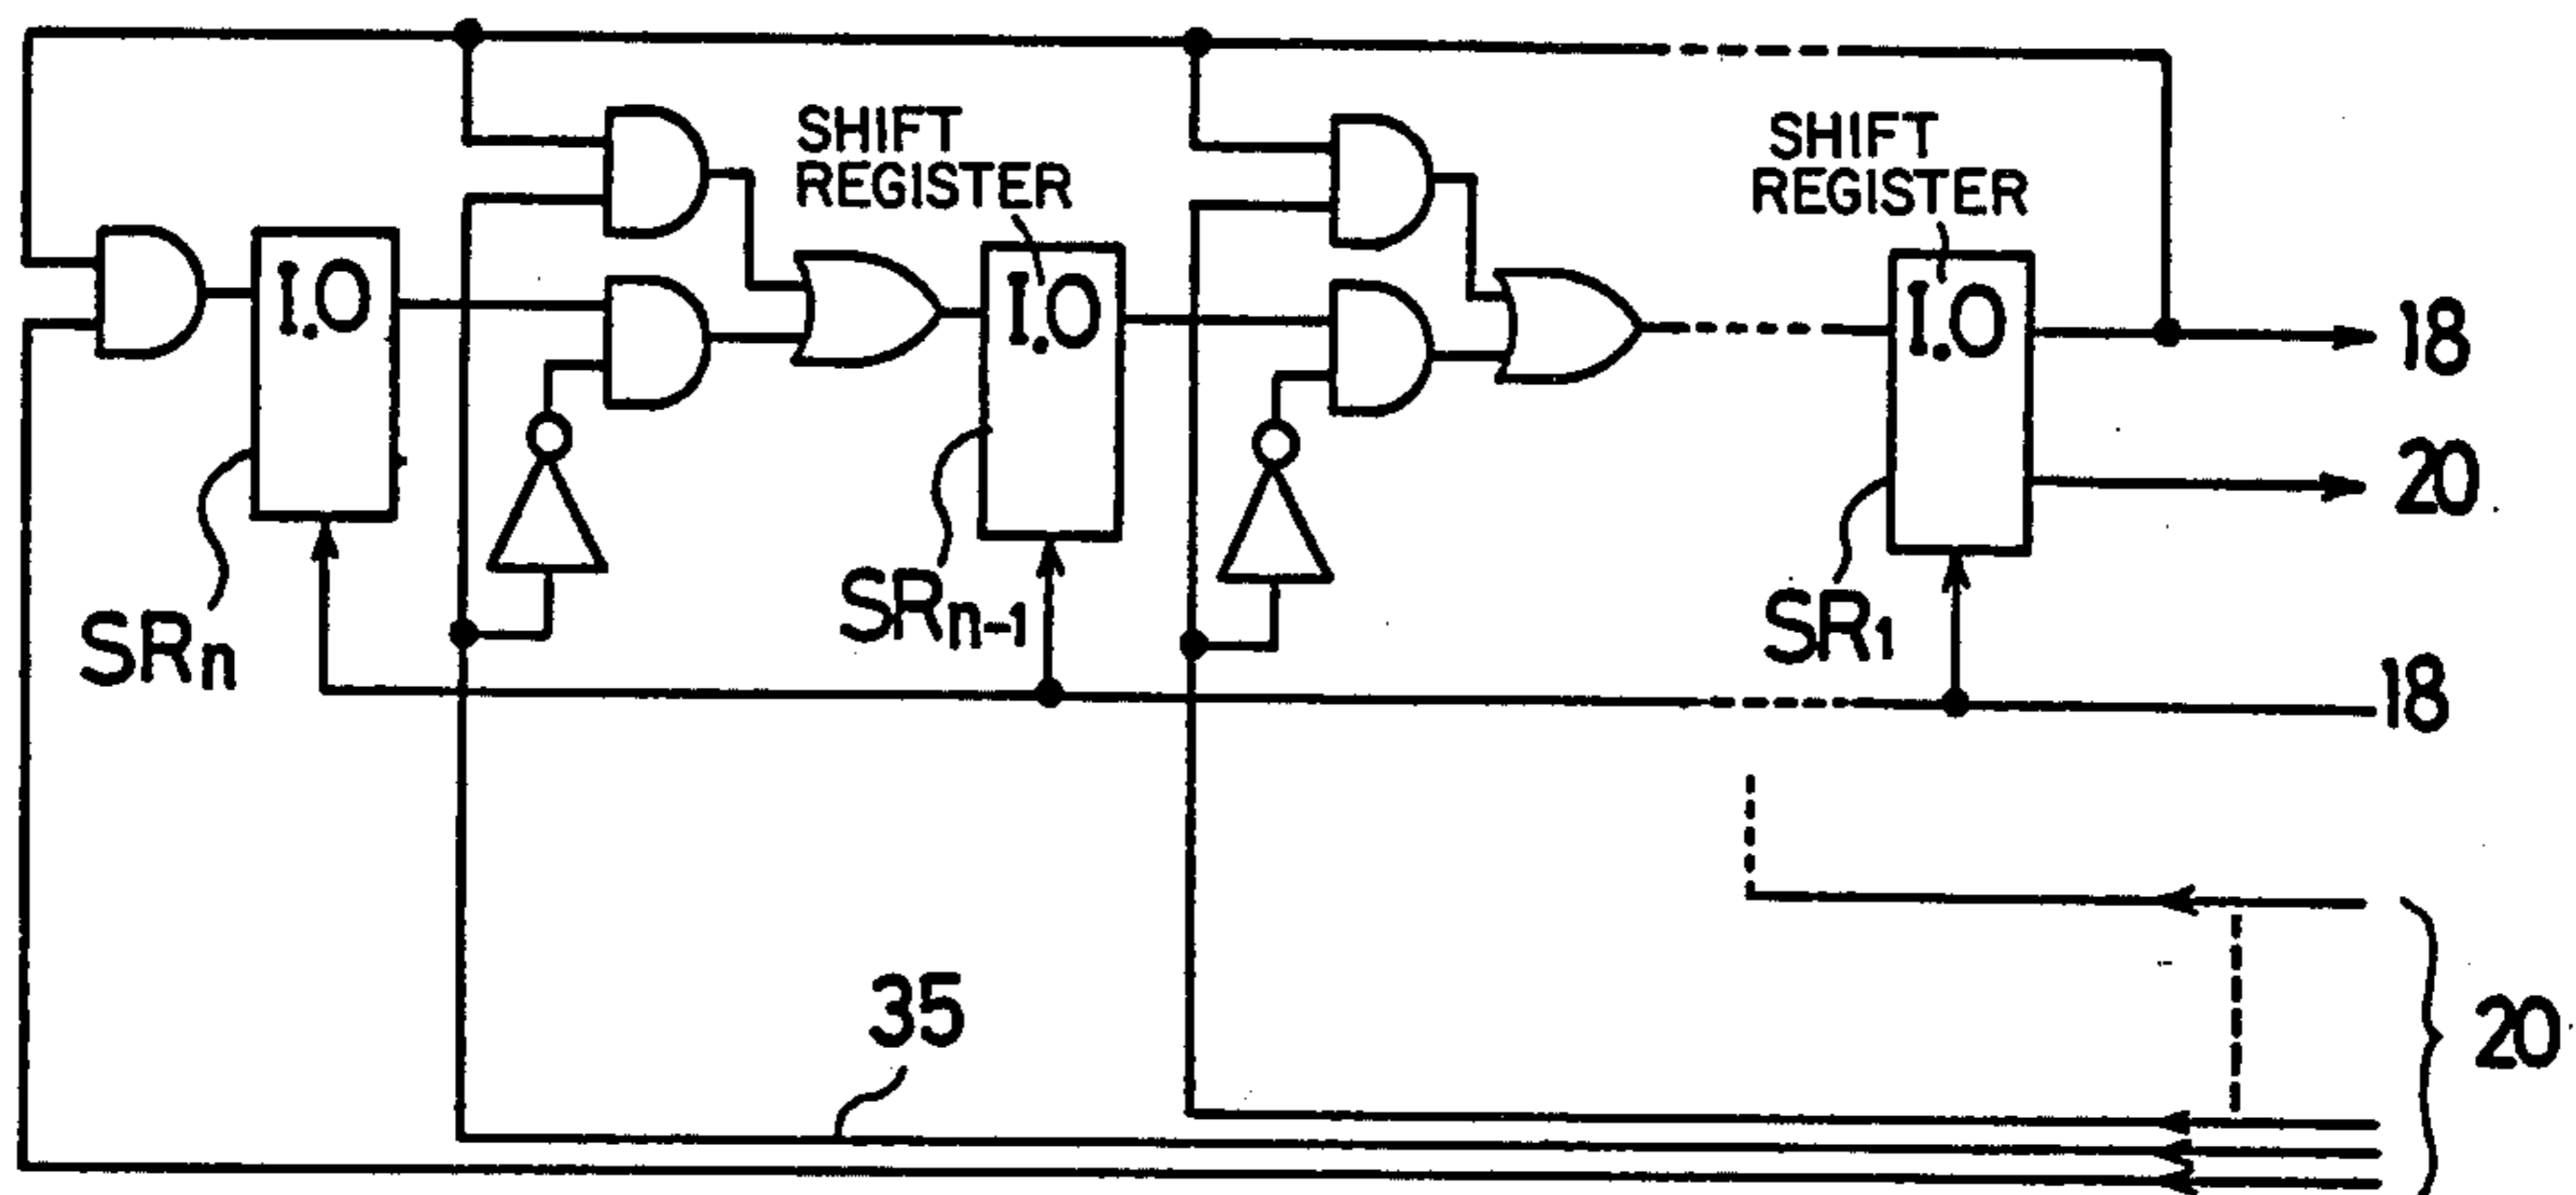 SHIFT
REGISTER
SHIFT
REGISTER
I.O
I.O
I.O
18
20
SRn
SRn-1
SR1
18
35
20